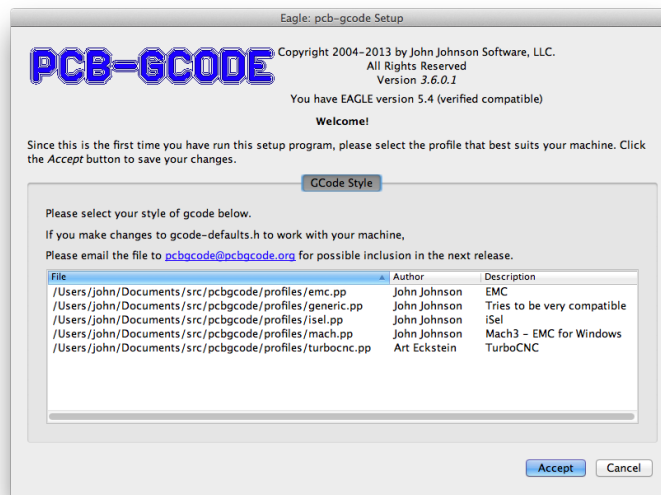 Eagle: pcb-gcode Setup
PCB-GCODE
Copyright 2004-2013 by John Johnson Software, LLC.
All Rights Reserved
Version 3.6.0.1
You have EAGLE version 5.4 (verified compatible)
Welcome!
Since this is the first time you have run this setup program, please select the profile that best suits your machine. Click
the Accept button to save your changes.
GCode Style
Please select your style of gcode below.
If you make changes to gcode-defaults.h to work with your machine,
Please email the file to pcbgcode@pcbgcode.org for possible inclusion in the next release.
File Author Description
/Users/john/Documents/src/pcbgcode/profiles/emc.pp John Johnson EMC
/Users/john/Documents/src/pcbgcode/profiles/generic.pp John Johnson Tries to be very compatible
/Users/john/Documents/src/pcbgcode/profiles/isel.pp John Johnson iSel
/Users/john/Documents/src/pcbgcode/profiles/mach.pp John Johnson Mach3 - EMC for Windows
/Users/john/Documents/src/pcbgcode/profiles/turbocnc.pp Art Eckstein TurboCNC
Accept Cancel